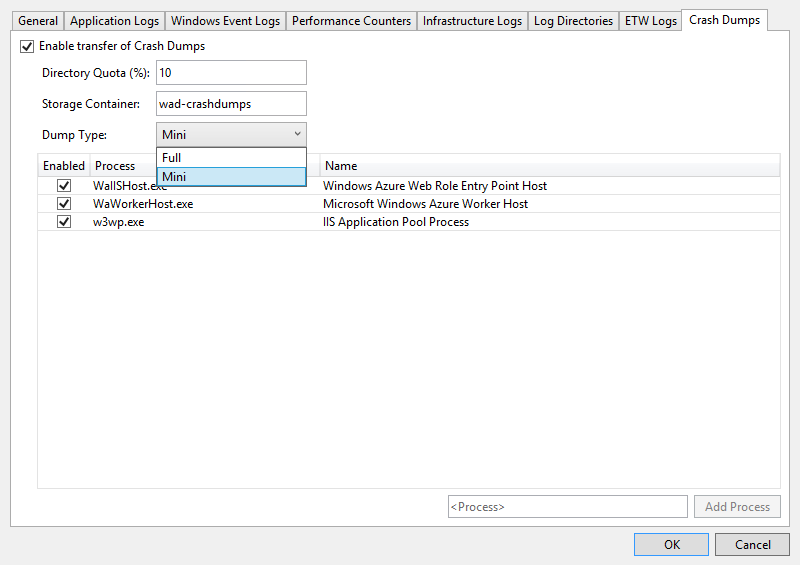 General Application Logs Windows Event Logs Performance Counters Infrastructure Logs Log Directories ETW Logs Crash Dumps
Enable transfer of Crash Dumps
Directory Quota (%): 10
Storage Container: wad-crashdumps
Dump Type: Mini
Full
Mini
Enabled Process Name
WaIISHost.exe Windows Azure Web Role Entry Point Host
WaWorkerHost.exe Microsoft Windows Azure Worker Host
w3wp.exe IIS Application Pool Process
<Process> Add Process
OK Cancel